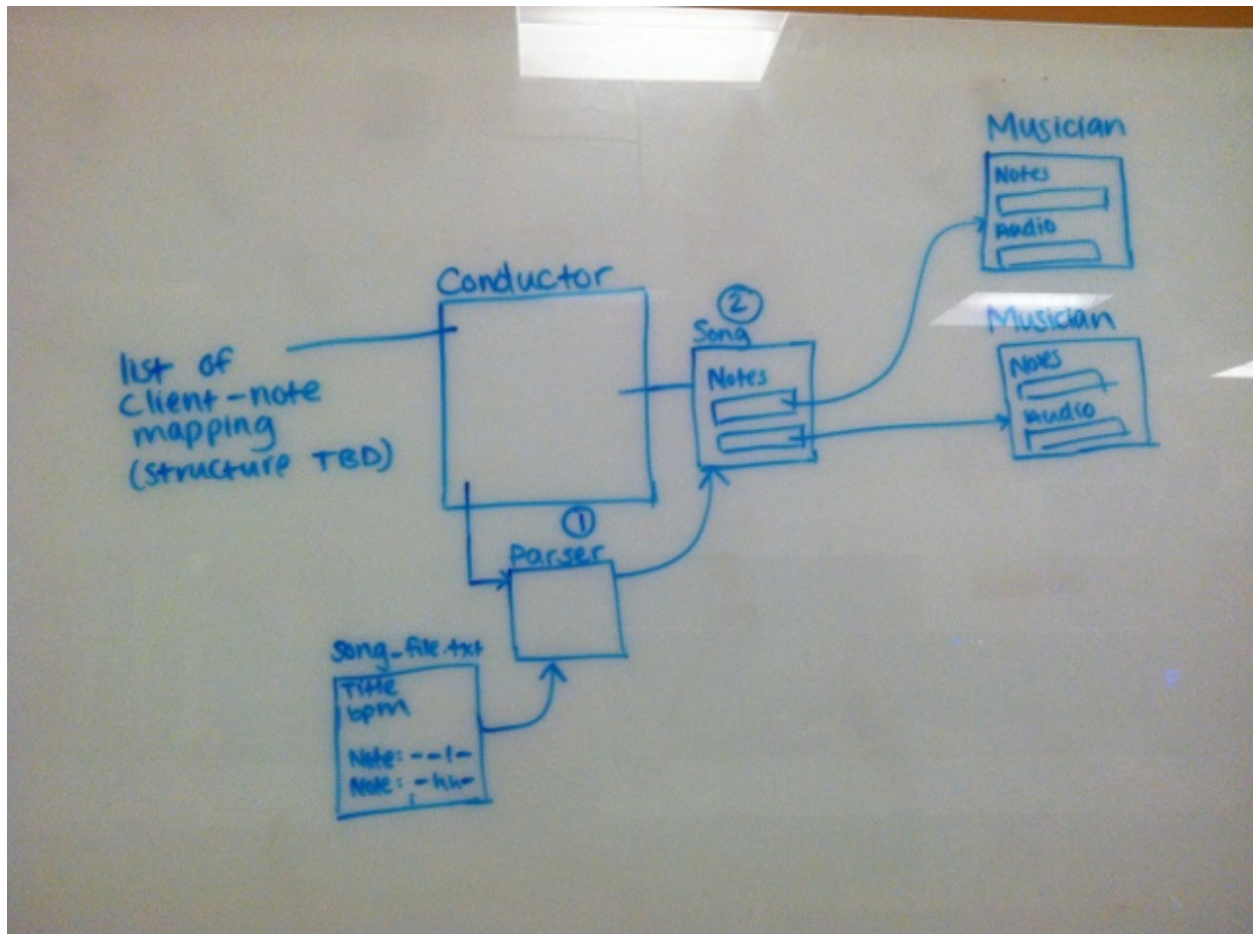 Musician
Notes
Audio
Conductor
②
Song
Notes
Musician
Notes
Audio
list of
client-note
mapping
(structure TBD)
①
Parser
song_file.txt
Title
bpm
Note: --1-
Note: -hh-